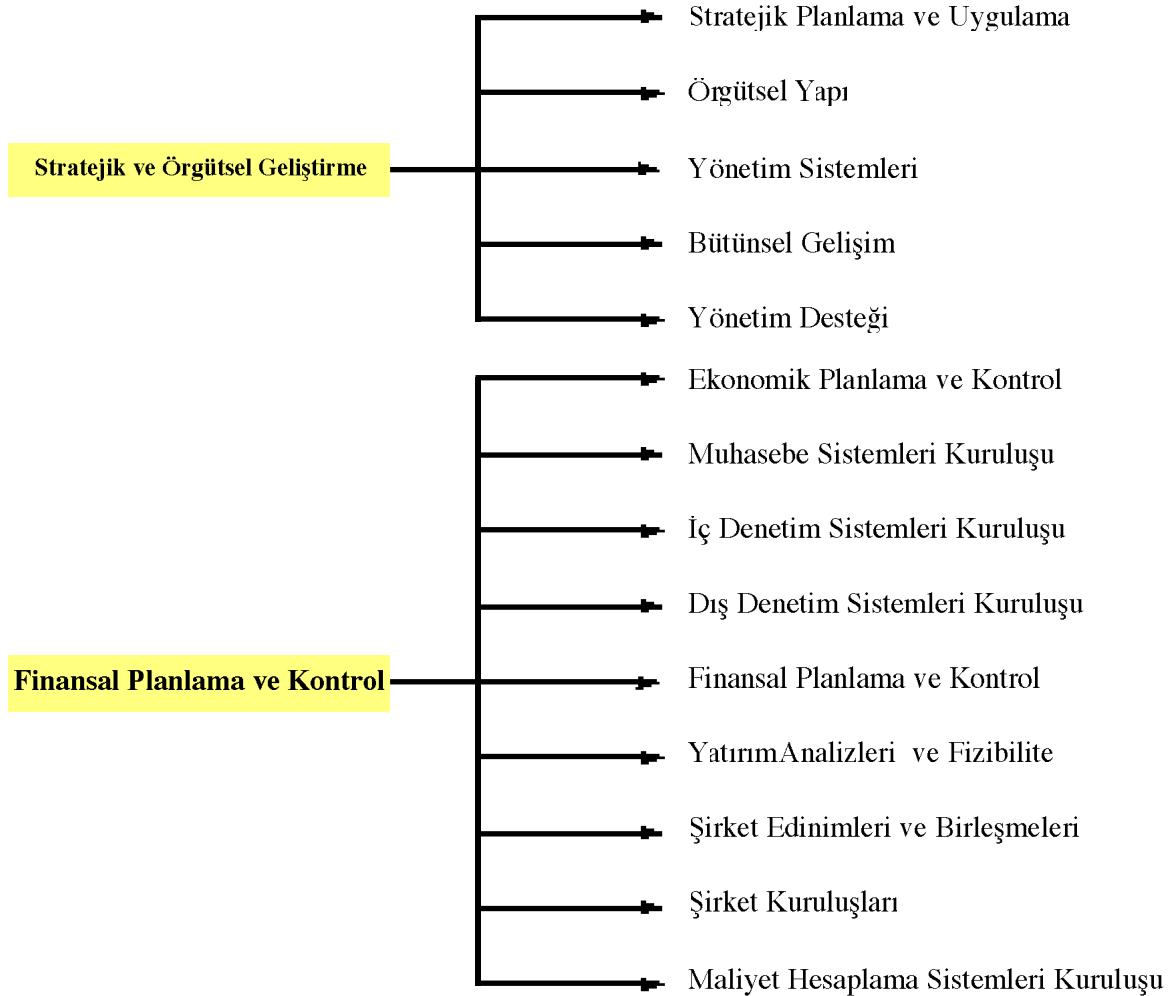 Stratejik Planlama ve Uygulama
Örgütsel Yapı
Stratejik ve Örgütsel Geliştirme
Yönetim Sistemleri
Bütünsel Gelişim
Yönetim Desteği
Ekonomik Planlama ve Kontrol
Muhasebe Sistemleri Kuruluşu
İç Denetim Sistemleri Kuruluşu
Dış Denetim Sistemleri Kuruluşu
Finansal Planlama ve Kontrol
Finansal Planlama ve Kontrol
YatırımAnalizleri ve Fizibilite
Şirket Edinimleri ve Birleşmeleri
Şirket Kuruluşları
Maliyet Hesaplama Sistemleri Kuruluşu